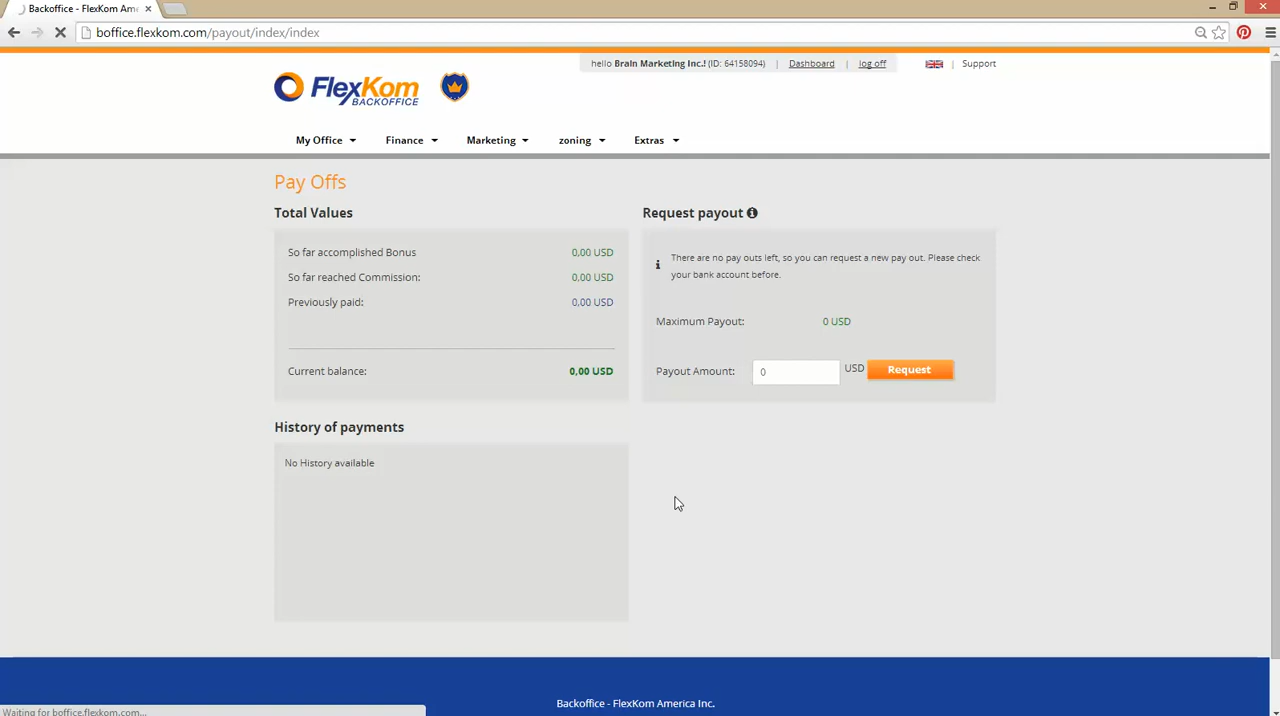 Backoffice - FlexKom Ame
boffice.flexkom.com/payout/index/index
hello Brain Marketing Inc.! (ID: 64158094) | Dashboard | log off | Support
FlexKom
BACKOFFICE
My Office Finance Marketing zoning Extras
Pay Offs
Total Values
So far accomplished Bonus 0,00 USD
So far reached Commission: 0,00 USD
Previously paid: 0,00 USD
Current balance: 0,00 USD
Request payout
There are no pay outs left, so you can request a new pay out. Please check
your bank account before.
Maximum Payout: 0 USD
Payout Amount: 0 USD Request
History of payments
No History available
Backoffice - FlexKom America Inc.
Waiting for boffice.flexkom.com...